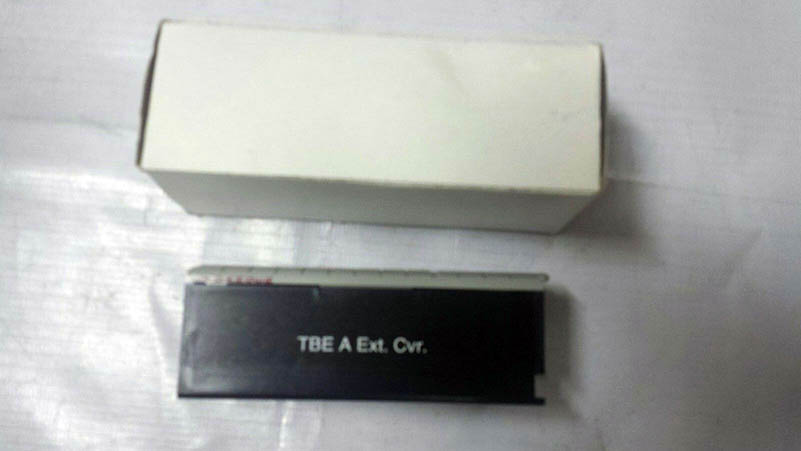 TBE A Ext. Cvr.